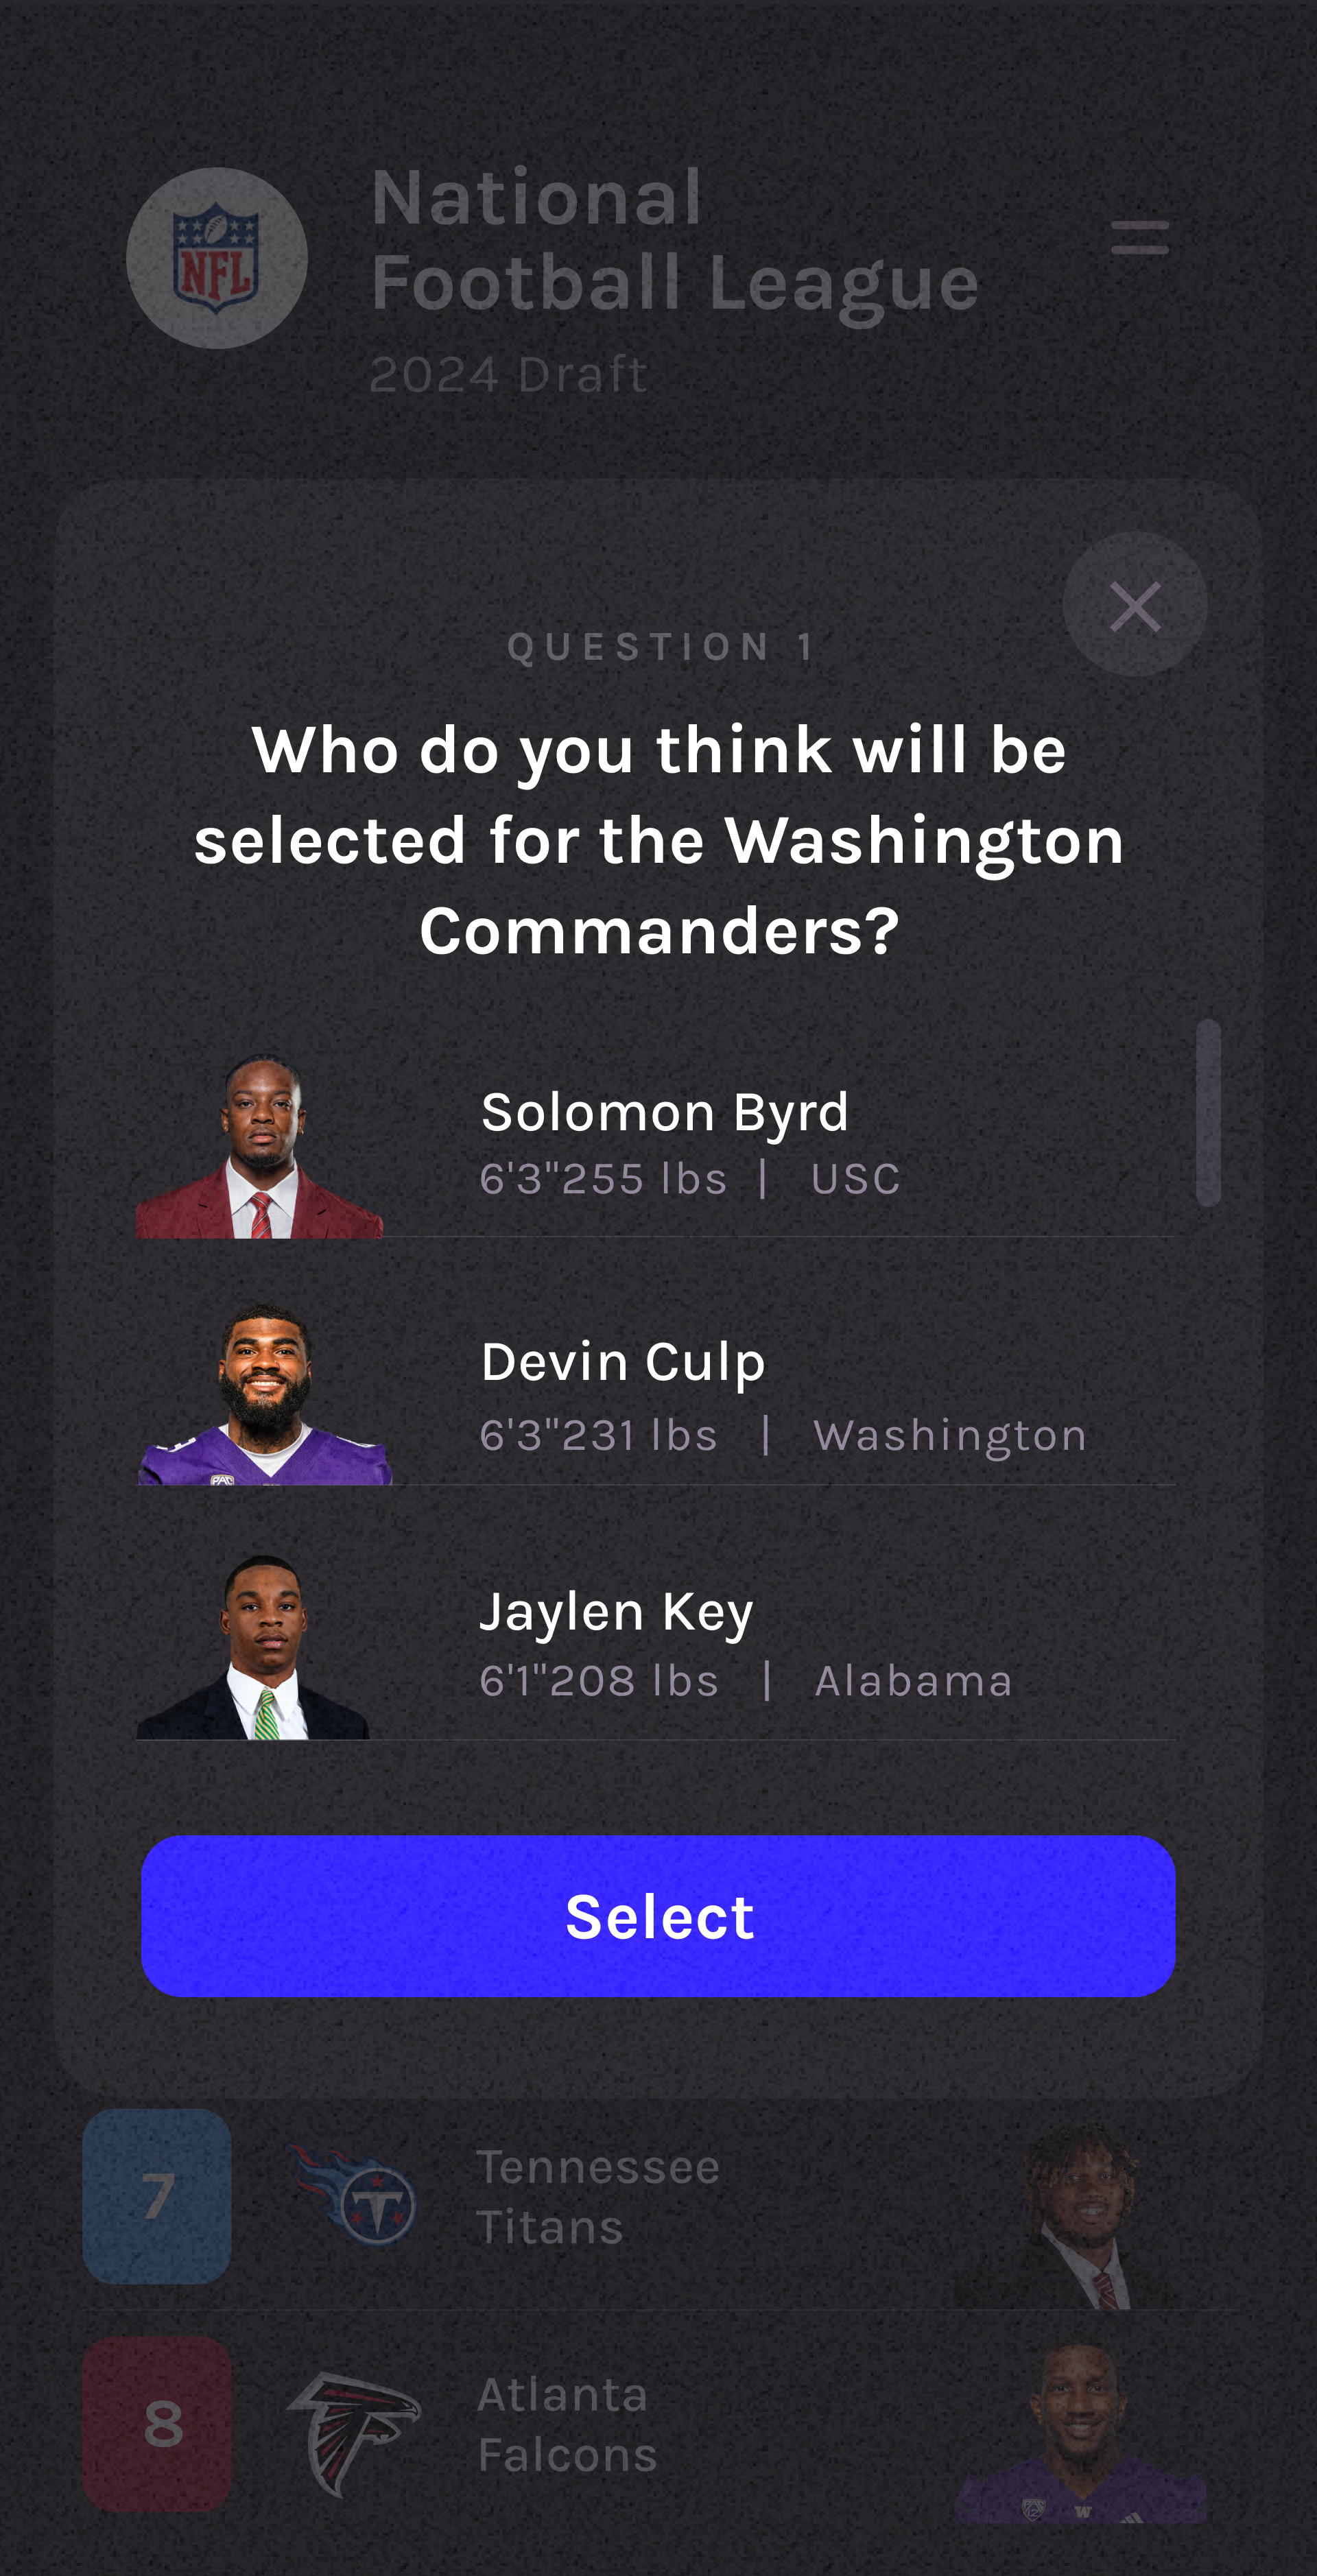 NFL
National
Football League
2024 Draft
QUESTION 1
Who do you think will be
selected for the Washington
Commanders?
Solomon Byrd
6'3"255 lbs | USC
Devin Culp
6'3"231 lbs | Washington
PAC
Jaylen Key
6'1"208 lbs | Alabama
Select
7
T
Tennessee
Titans
8
Atlanta
Falcons
12
W